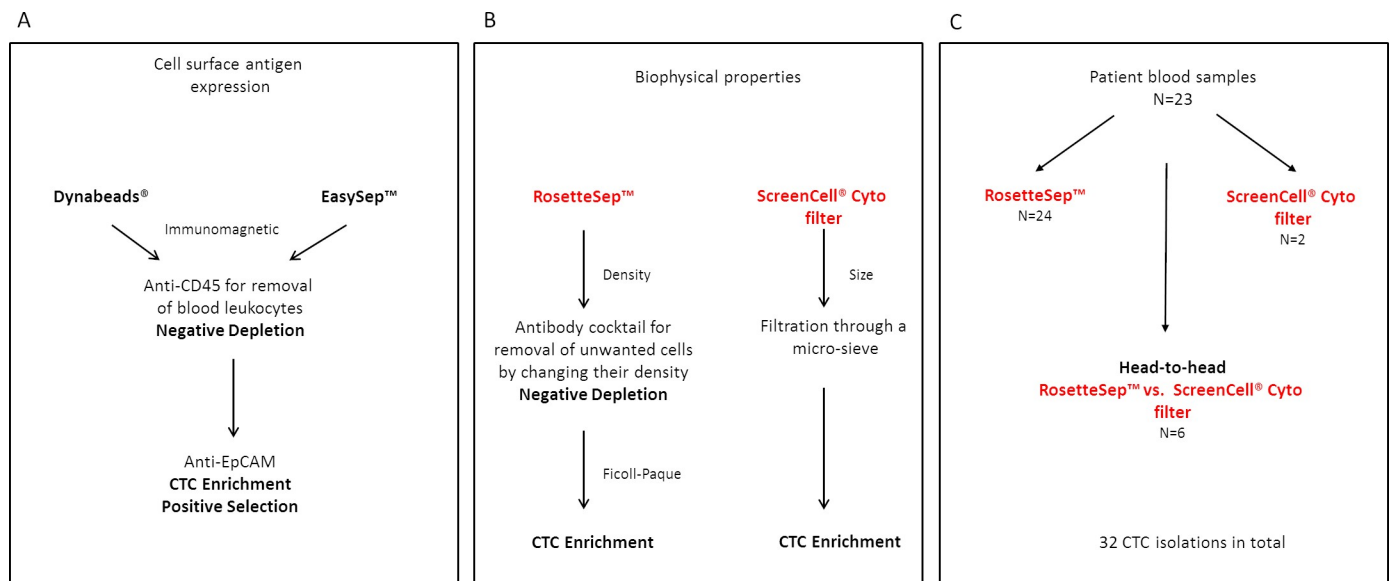 A
Cell surface antigen
expression
Dynabeads®
EasySep™
Immunomagnetic
Anti-CD45 for removal
of blood leukocytes
Negative Depletion
Anti-EpCAM
CTC Enrichment
Positive Selection
B
Biophysical properties
RosetteSep™
Density
Antibody cocktail for
removal of unwanted cells
by changing their density
Negative Depletion
Ficoll-Paque
CTC Enrichment
ScreenCell® Cyto
filter
Size
Filtration through a
micro-sieve
CTC Enrichment
C
Patient blood samples
N=23
RosetteSep™
N=24
ScreenCell® Cyto
filter
N=2
Head-to-head
RosetteSep™ vs. ScreenCell® Cyto
filter
N=6
32 CTC isolations in total